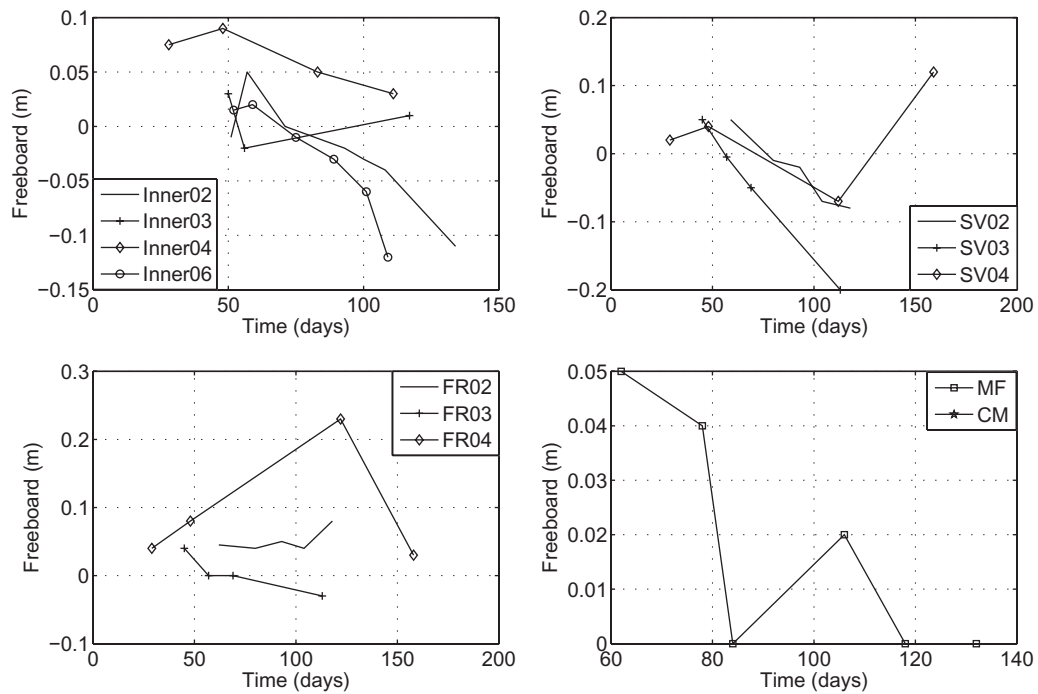 0.1
0.05
0
−0.05
−0.1
−0.15
Freeboard (m)
Inner02
Inner03
Inner04
Inner06
0
50
100
150
Time (days)
0.2
0.1
0
−0.1
−0.2
Freeboard (m)
SV02
SV03
SV04
0
50
100
150
200
Time (days)
0.3
0.2
0.1
0
−0.1
Freeboard (m)
FR02
FR03
FR04
0
50
100
150
200
Time (days)
0.05
0.04
0.03
0.02
0.01
0
Freeboard (m)
MF
CM
60
80
100
120
140
Time (days)